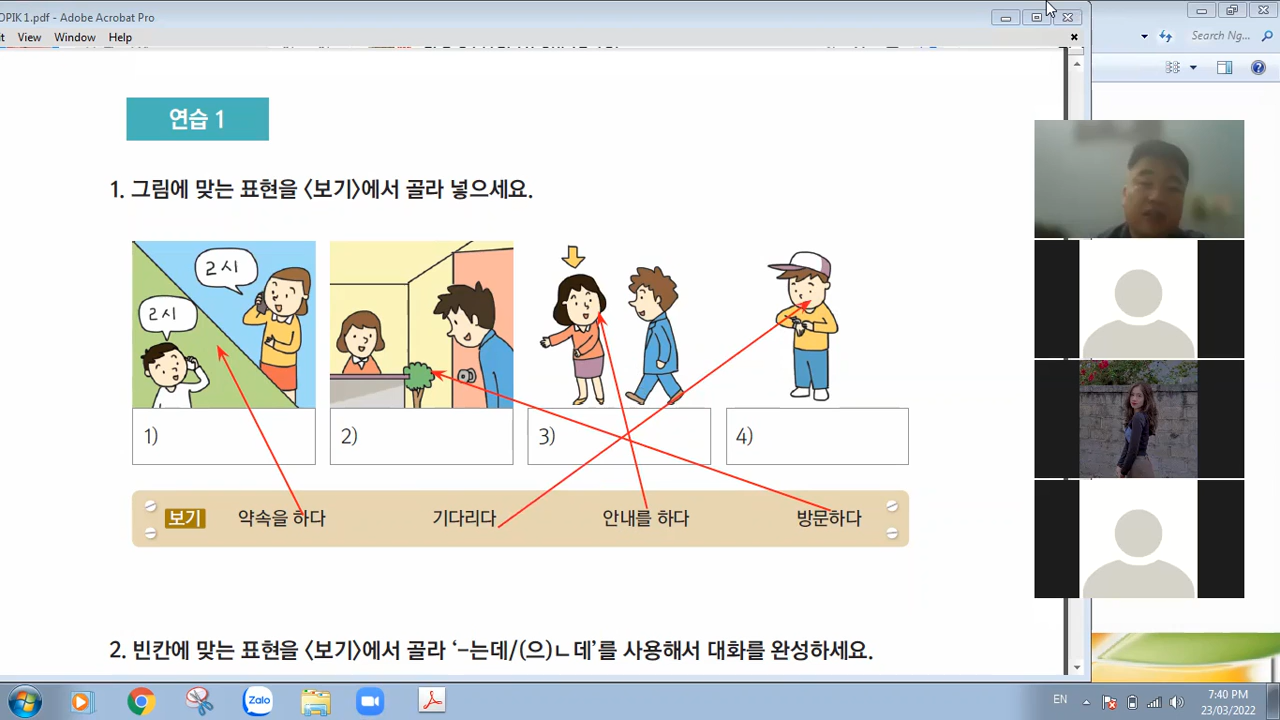 OPIK1.pdf - Adobe Acrobat Pro
Search Ng...
it View Window Help
연습 1
1. 그림에 맞는 표현을 〈보기〉에서 골라 넣으세요.
2시
2시
1) 2) 3) 4)
보기 약속을 하다 기다리다 안내를 하다 방문하다
2. 빈칸에 맞는 표현을 〈보기〉에서 골라 '-는데/(으)ㄴ데'를 사용해서 대화를 완성하세요.
Zalo
EN
7:40 PM
23/03/2022